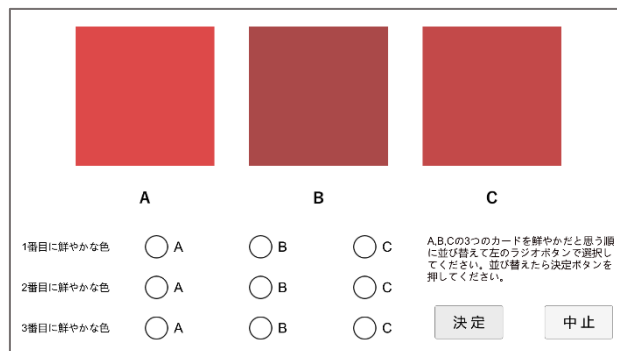 A B C
1番目に鮮やかな色 A B C
2番目に鮮やかな色 A B C
3番目に鮮やかな色 A B C
A,B,Cの3つのカードを鮮やかだと思う順
に並び替えて左のラジオボタンで選択し
てください。並び替えたら決定ボタンを
押してください。
決定 中止